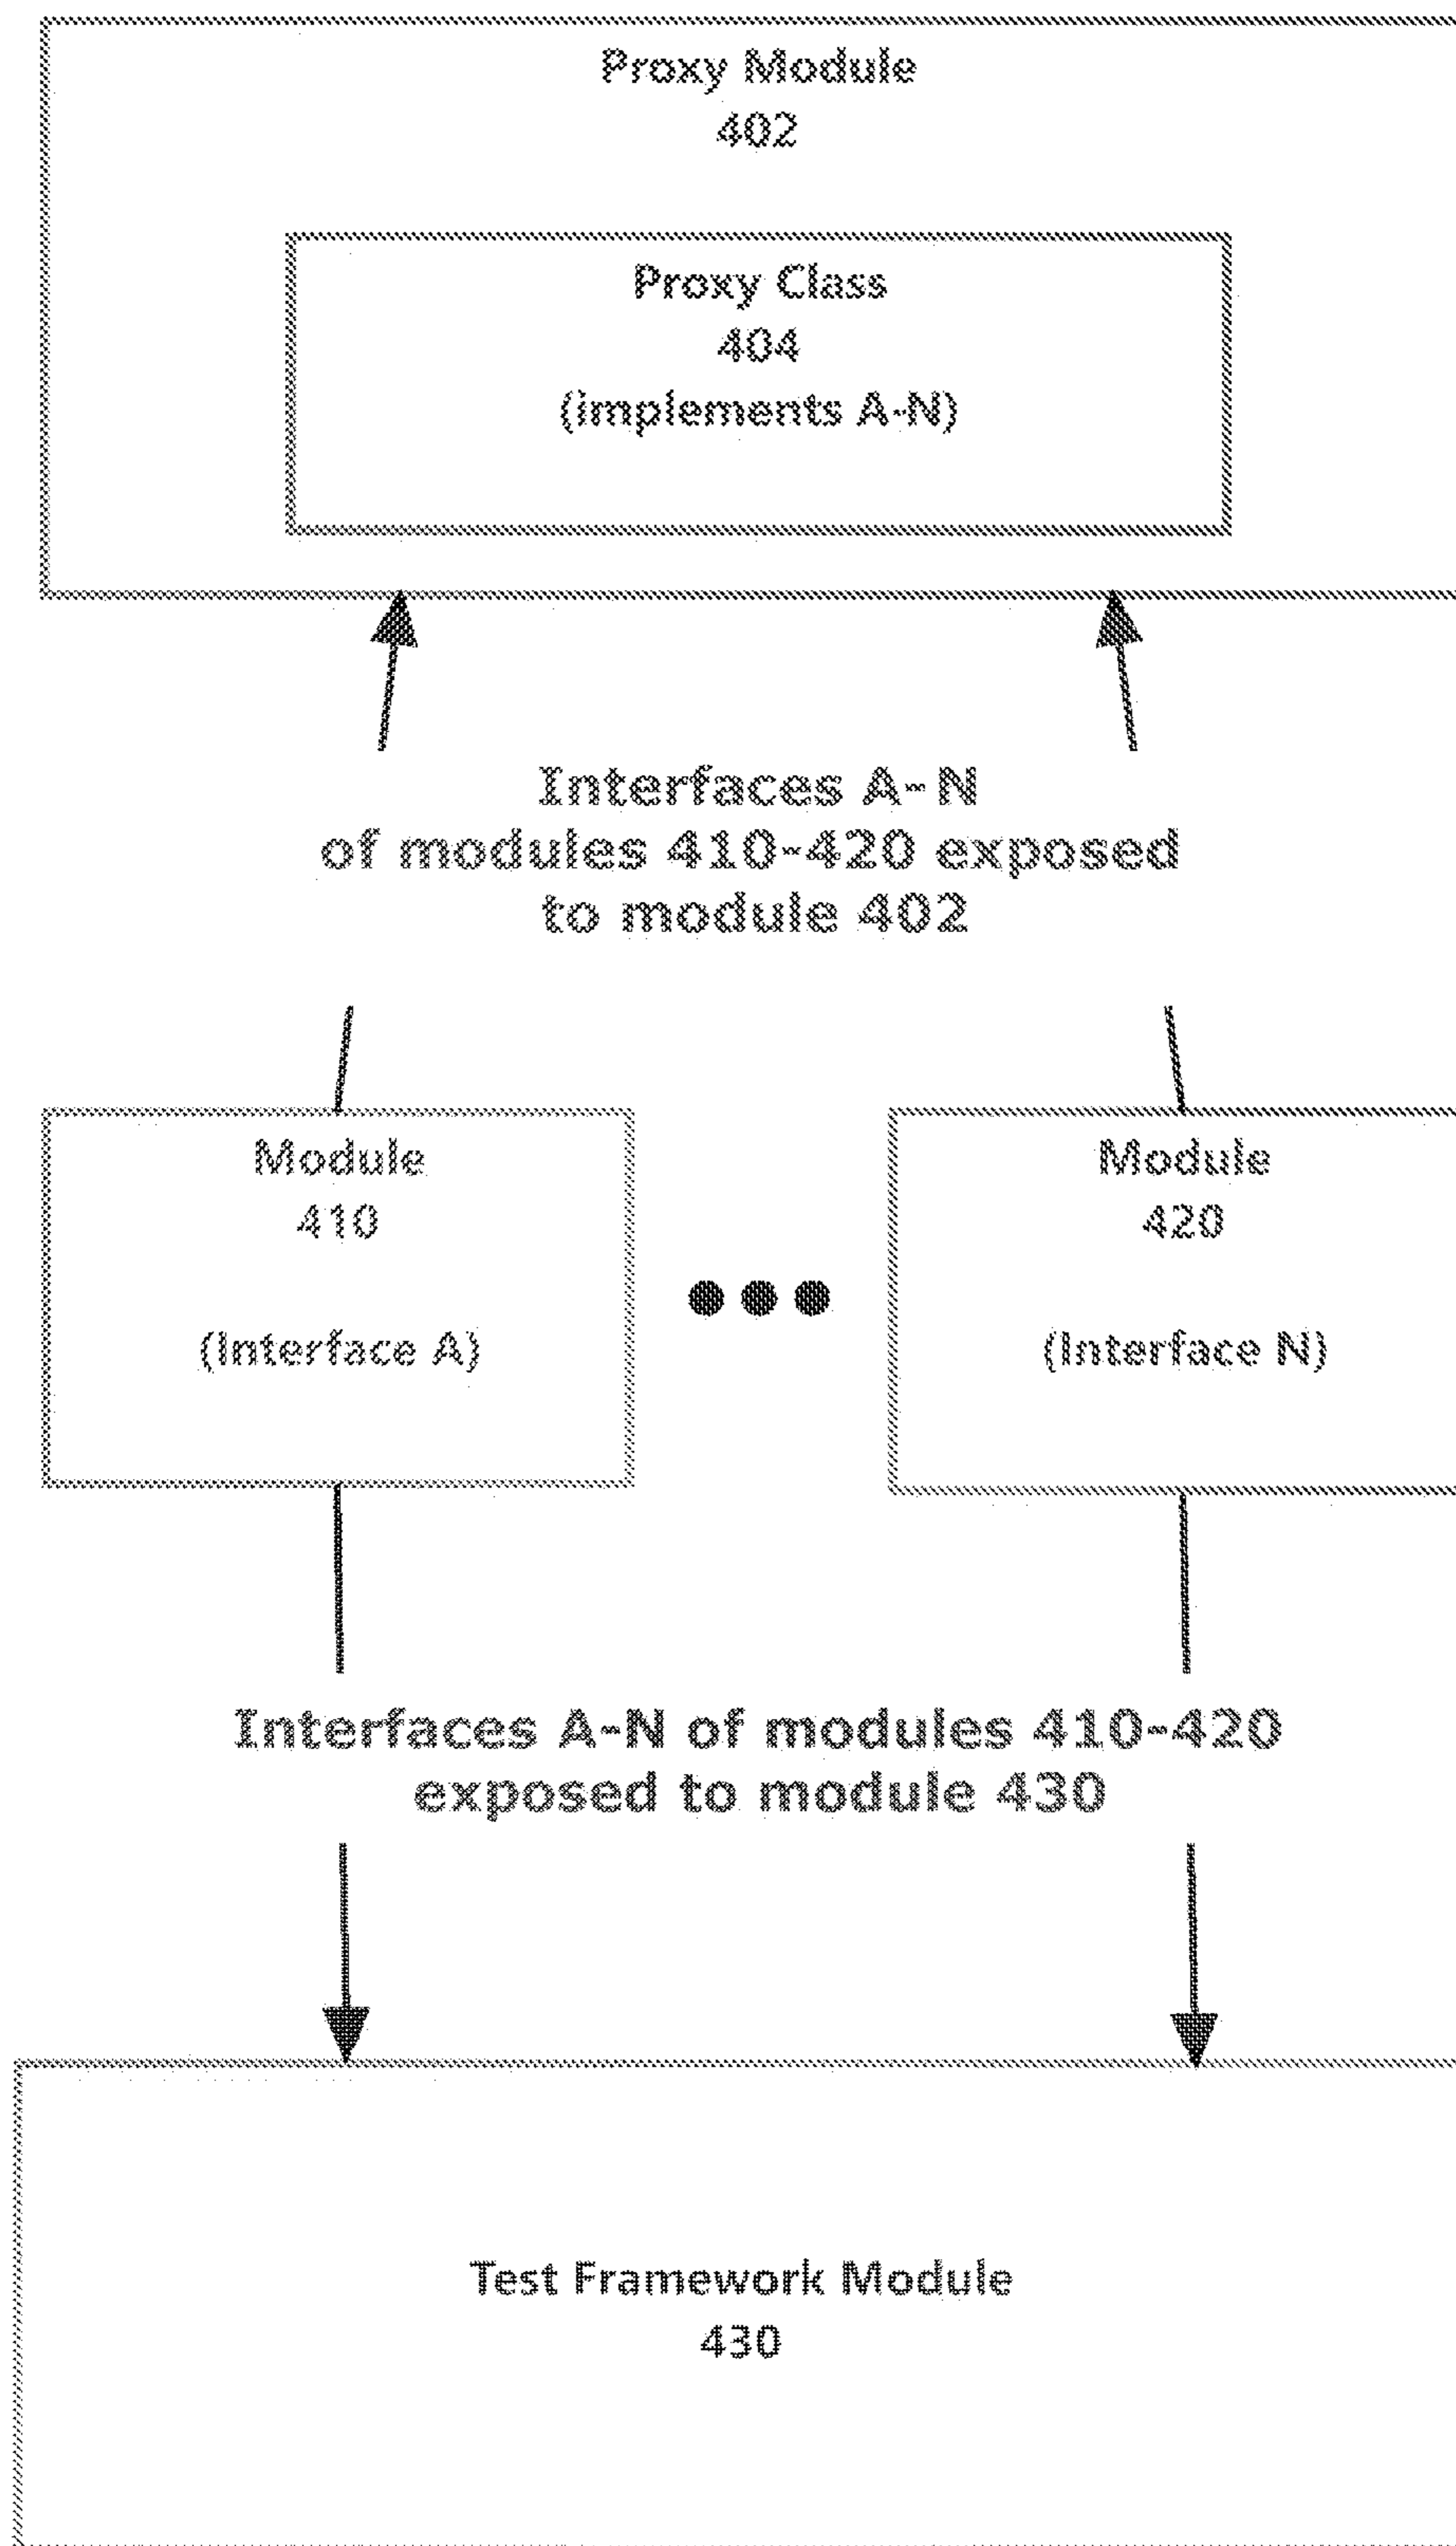 Proxy Module
402
Proxy Class
404
(implements A-N)
Interfaces A-N
of modules 410-420 exposed
to module 402
Module
410
(Interface A)
Module
420
(Interface N)
Interfaces A-N of modules 410-420
exposed to module 430
Test Framework Module
430